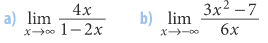 a) lim x→∞ 4x / 1−2x b) lim x→−∞ 3x² − 7 / 6x